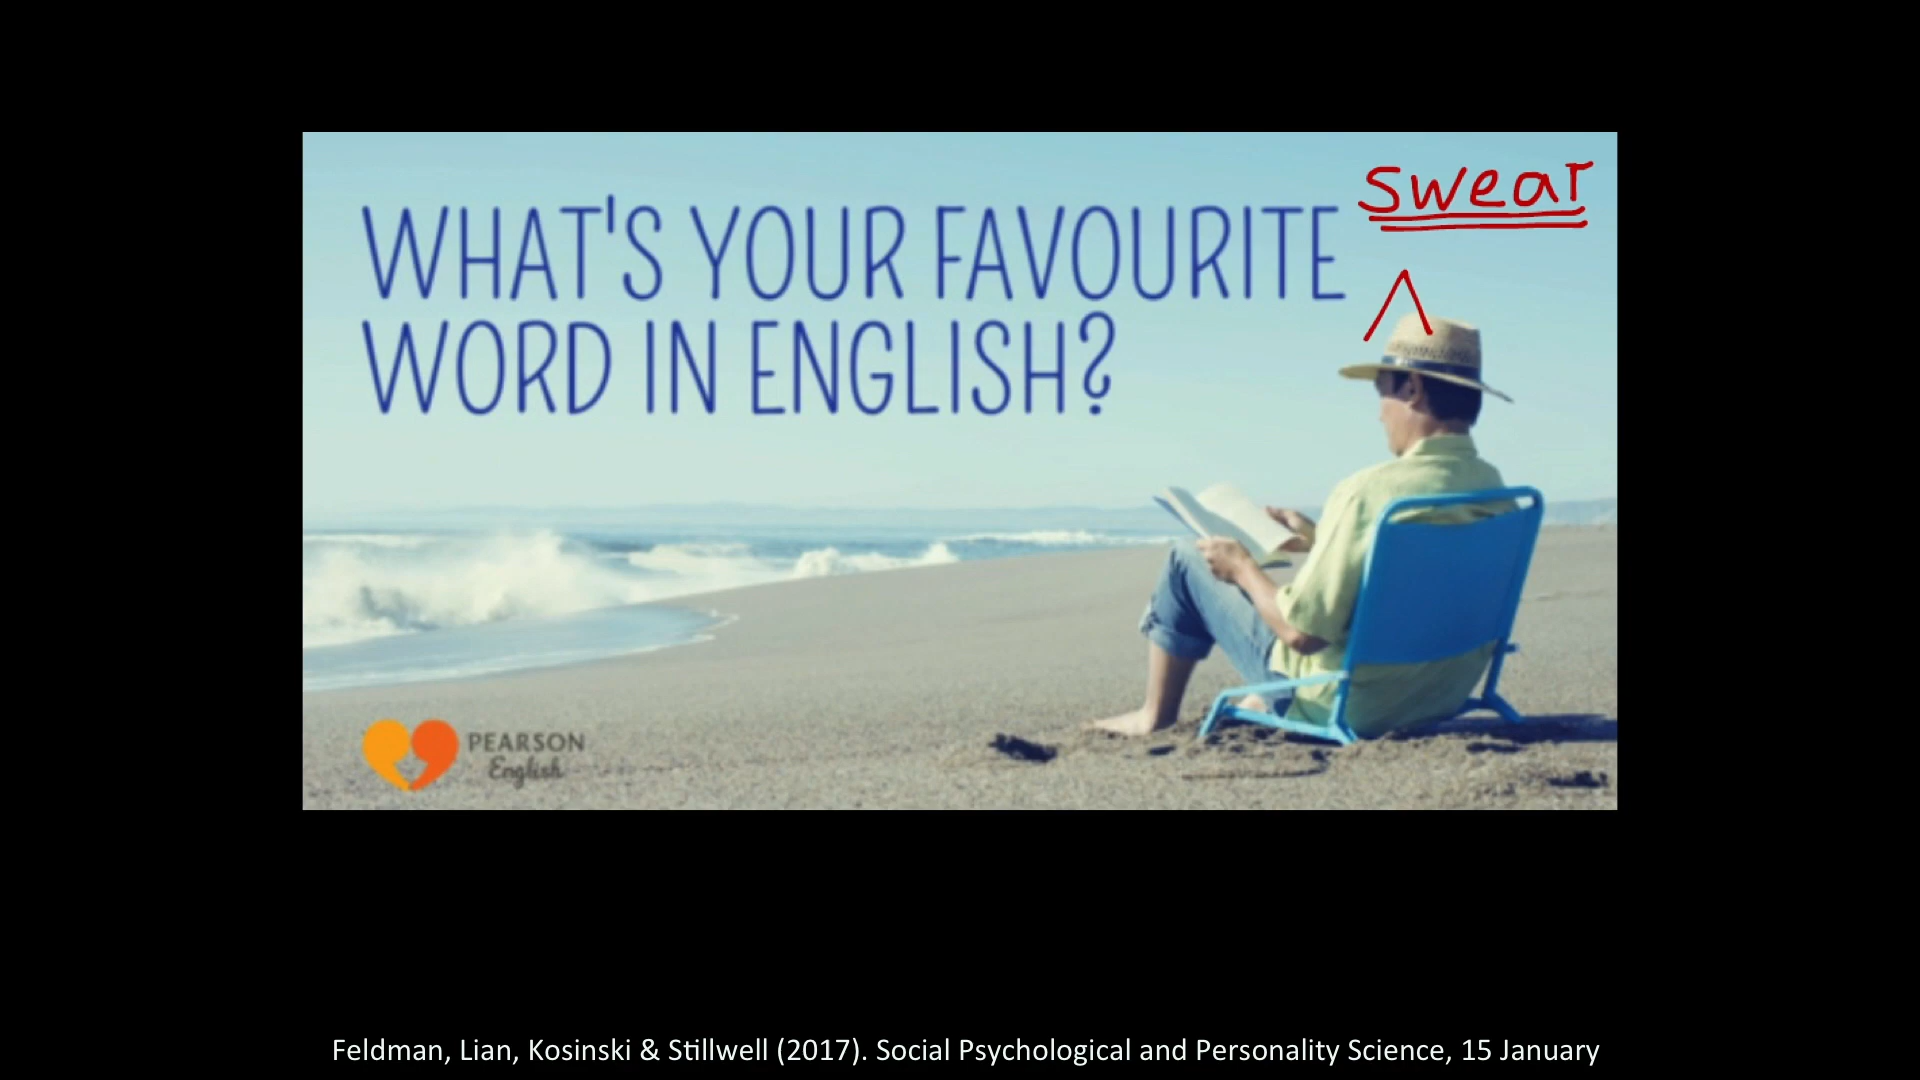 swear
WHAT'S YOUR FAVOURITE
WORD IN ENGLISH?
PEARSON
English
Feldman, Lian, Kosinski & Stillwell (2017). Social Psychological and Personality Science, 15 January